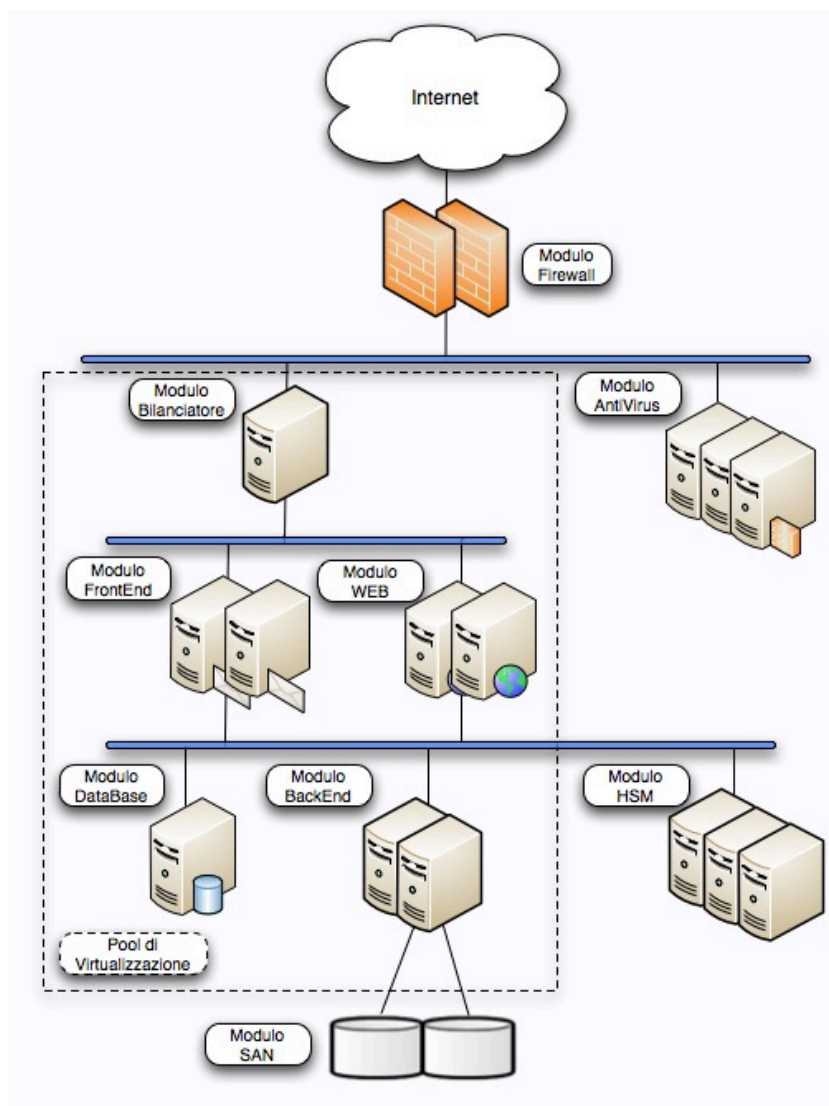 Internet
Modulo
Firewall
Modulo
Bilanciatore
Modulo
AntiVirus
Modulo
FrontEnd
Modulo
WEB
Modulo
DataBase
Modulo
BackEnd
Modulo
HSM
Pool di
Virtualizzazione
Modulo
SAN